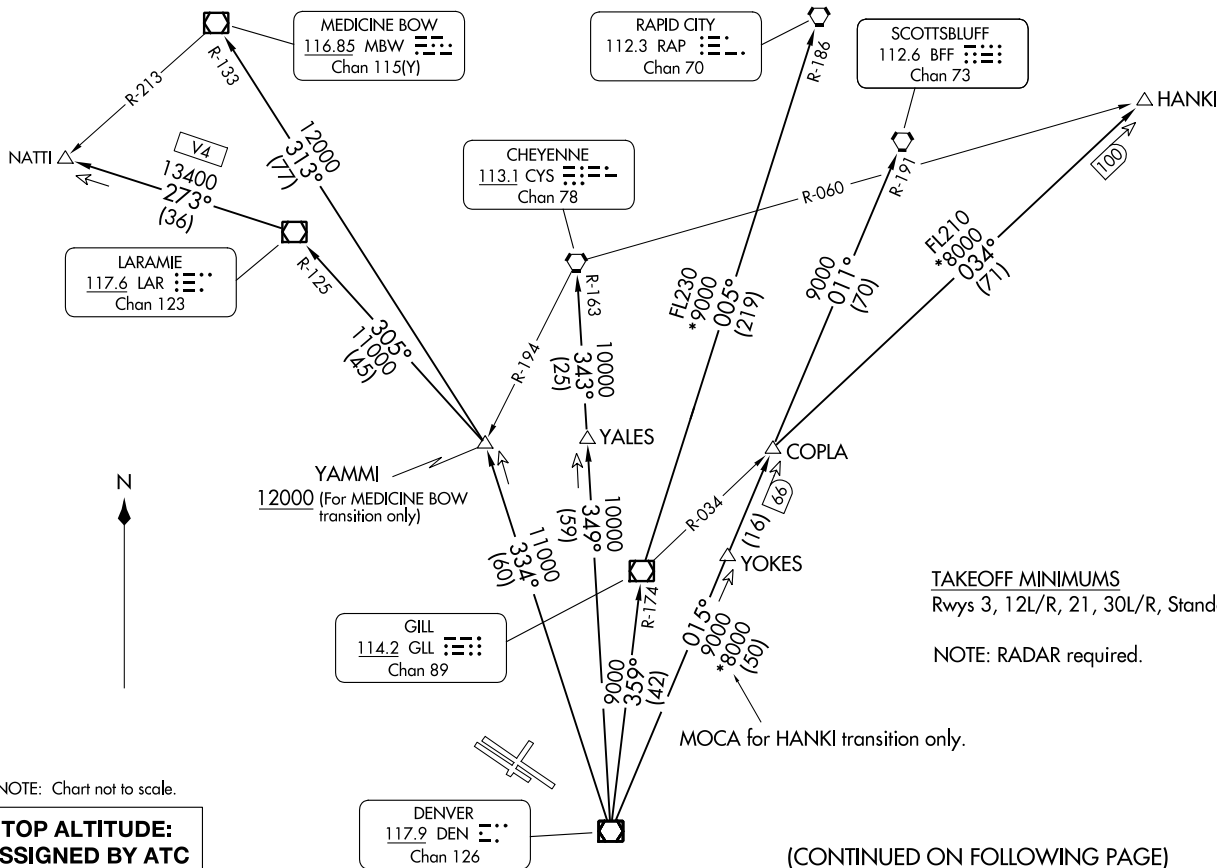 MEDICINE BOW
116.85 MBW
Chan 115(Y)
RAPID CITY
112.3 RAP
Chan 70
SCOTTSBLUFF
112.6 BFF
Chan 73
R-213
R-133
R-186
HANKI
NATTI
V4
13400
273°
(36)
12000
313°
(77)
CHEYENNE
113.1 CYS
Chan 78
R-191
100
R-060
LARAMIE
117.6 LAR
Chan 123
R-125
R-163
FL230
*9000
005°
(219)
9000
011°
(70)
FL210
*8000
034°
(71)
305°
11000
(45)
R-194
10000
343°
(25)
YALES
COPLA
YAMMI
12000 (For MEDICINE BOW
transition only)
N
11000
334°
(60)
10000
349°
(59)
R-034
66
(16)
YOKES
R-174
GILL
114.2 GLL
Chan 89
9000
359°
(42)
015°
9000
*8000
(50)
TAKEOFF MINIMUMS
Rwys 3, 12L/R, 21, 30L/R, Stand
NOTE: RADAR required.
MOCA for HANKI transition only.
NOTE: Chart not to scale.
TOP ALTITUDE:
SSIGNED BY ATC
DENVER
117.9 DEN
Chan 126
(CONTINUED ON FOLLOWING PAGE)